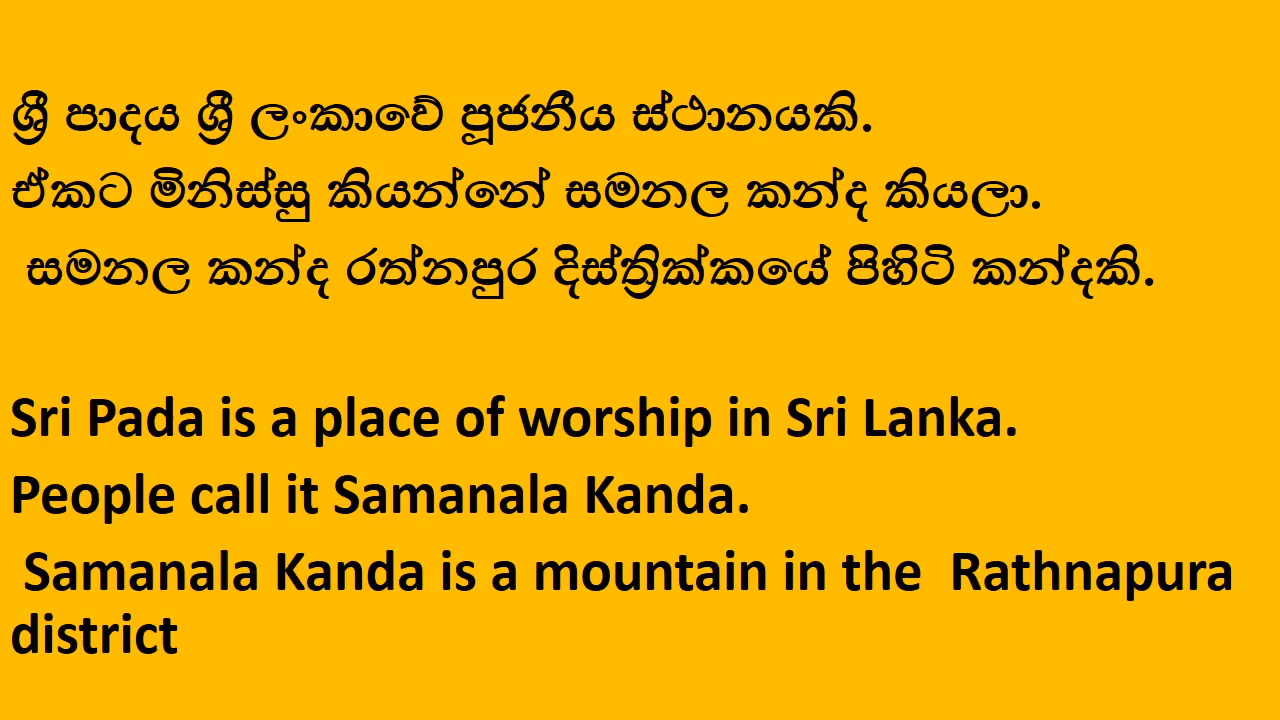 ශ්‍රී පාදය ශ්‍රී ලංකාවේ පූජනීය ස්ථානයකි.
ඒකට මිනිස්සු කියන්නේ සමනල කන්ද කියලා.
සමනල කන්ද රත්නපුර දිස්ත්‍රික්කයේ පිහිටි කන්දකි.
Sri Pada is a place of worship in Sri Lanka.
People call it Samanala Kanda.
Samanala Kanda is a mountain in the  Rathnapura
district